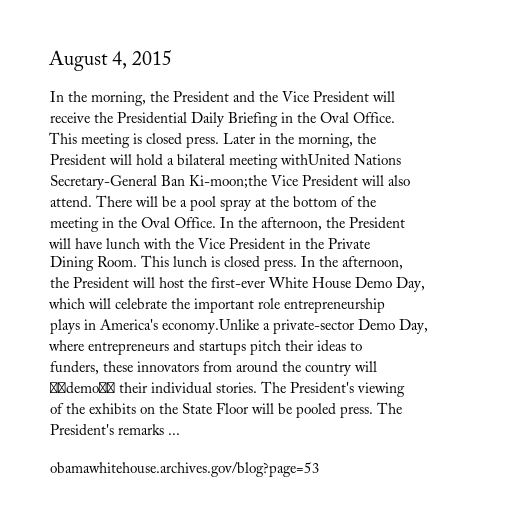 August 4, 2015
In the morning, the President and the Vice President will
receive the Presidential Daily Briefing in the Oval Office.
This meeting is closed press. Later in the morning, the
President will hold a bilateral meeting withUnited Nations
Secretary-General Ban Ki-moon;the Vice President will also
attend. There will be a pool spray at the bottom of the
meeting in the Oval Office. In the afternoon, the President
will have lunch with the Vice President in the Private
Dining Room. This lunch is closed press. In the afternoon,
the President will host the first-ever White House Demo Day,
which will celebrate the important role entrepreneurship
plays in America's economy.Unlike a private-sector Demo Day,
where entrepreneurs and startups pitch their ideas to
funders, these innovators from around the country will
demo their individual stories. The President's viewing
of the exhibits on the State Floor will be pooled press. The
President's remarks ...
obamawhitehouse.archives.gov/blog?page=53